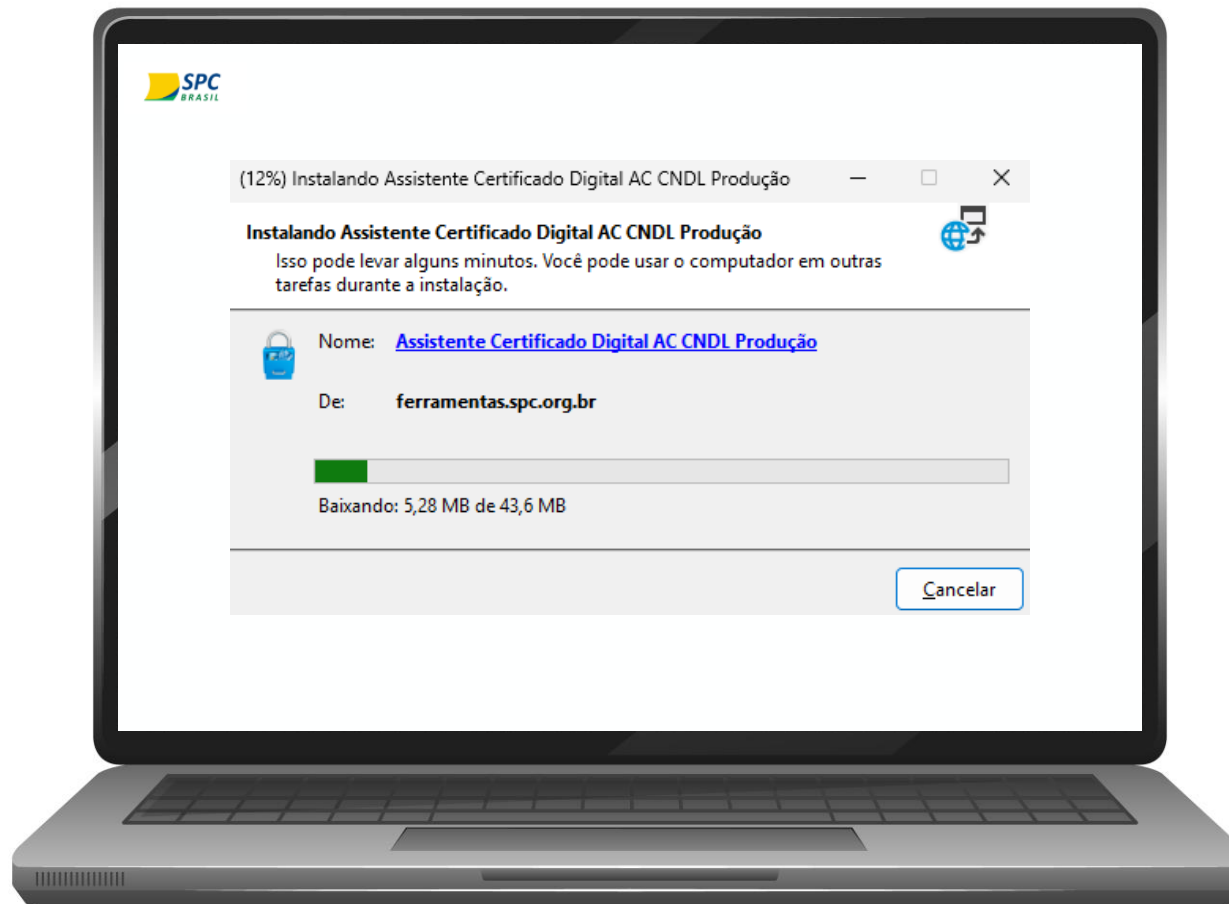 SPC
BRASIL
(12%) Instalando Assistente Certificado Digital AC CNDL Produção
Instalando Assistente Certificado Digital AC CNDL Produção
Isso pode levar alguns minutos. Você pode usar o computador em outras
tarefas durante a instalação.
Nome: Assistente Certificado Digital AC CNDL Produção
De: ferramentas.spc.org.br
Baixando: 5,28 MB de 43,6 MB
Cancelar